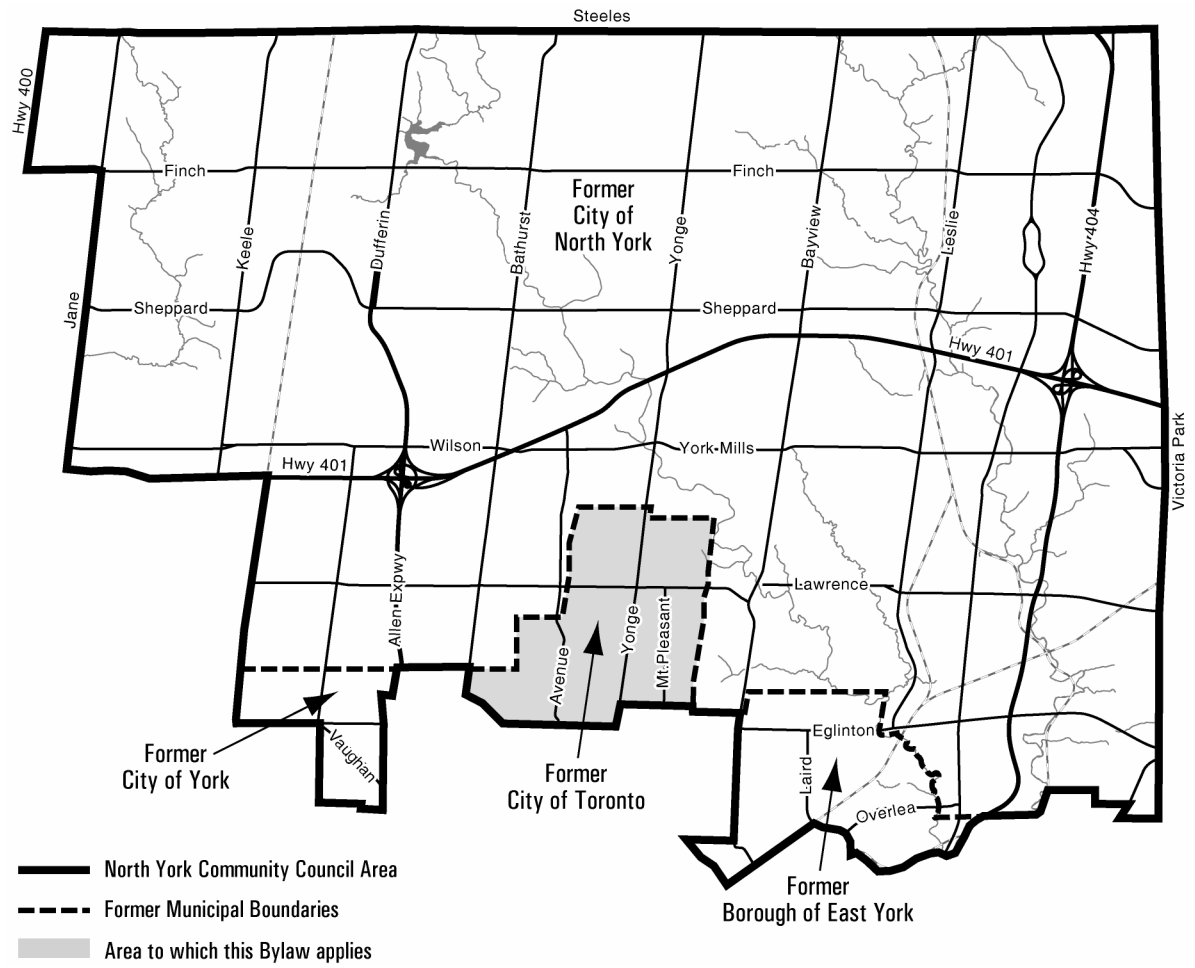 Steeles
Hwy 400
Finch
Finch
Former
City of
North York
Keele
Dufferin
Bathurst
Yonge
Bayview
Leslie
Hwy 404
Jane
Sheppard
Sheppard
Hwy 401
Wilson
York Mills
Hwy 401
Victoria Park
Allen Expwy
Lawrence
Avenue
Yonge
Mt.Pleasant
Vaughan
Eglinton
Laird
Overlea
Former
City of York
Former
City of Toronto
Former
Borough of East York
North York Community Council Area
Former Municipal Boundaries
Area to which this Bylaw applies